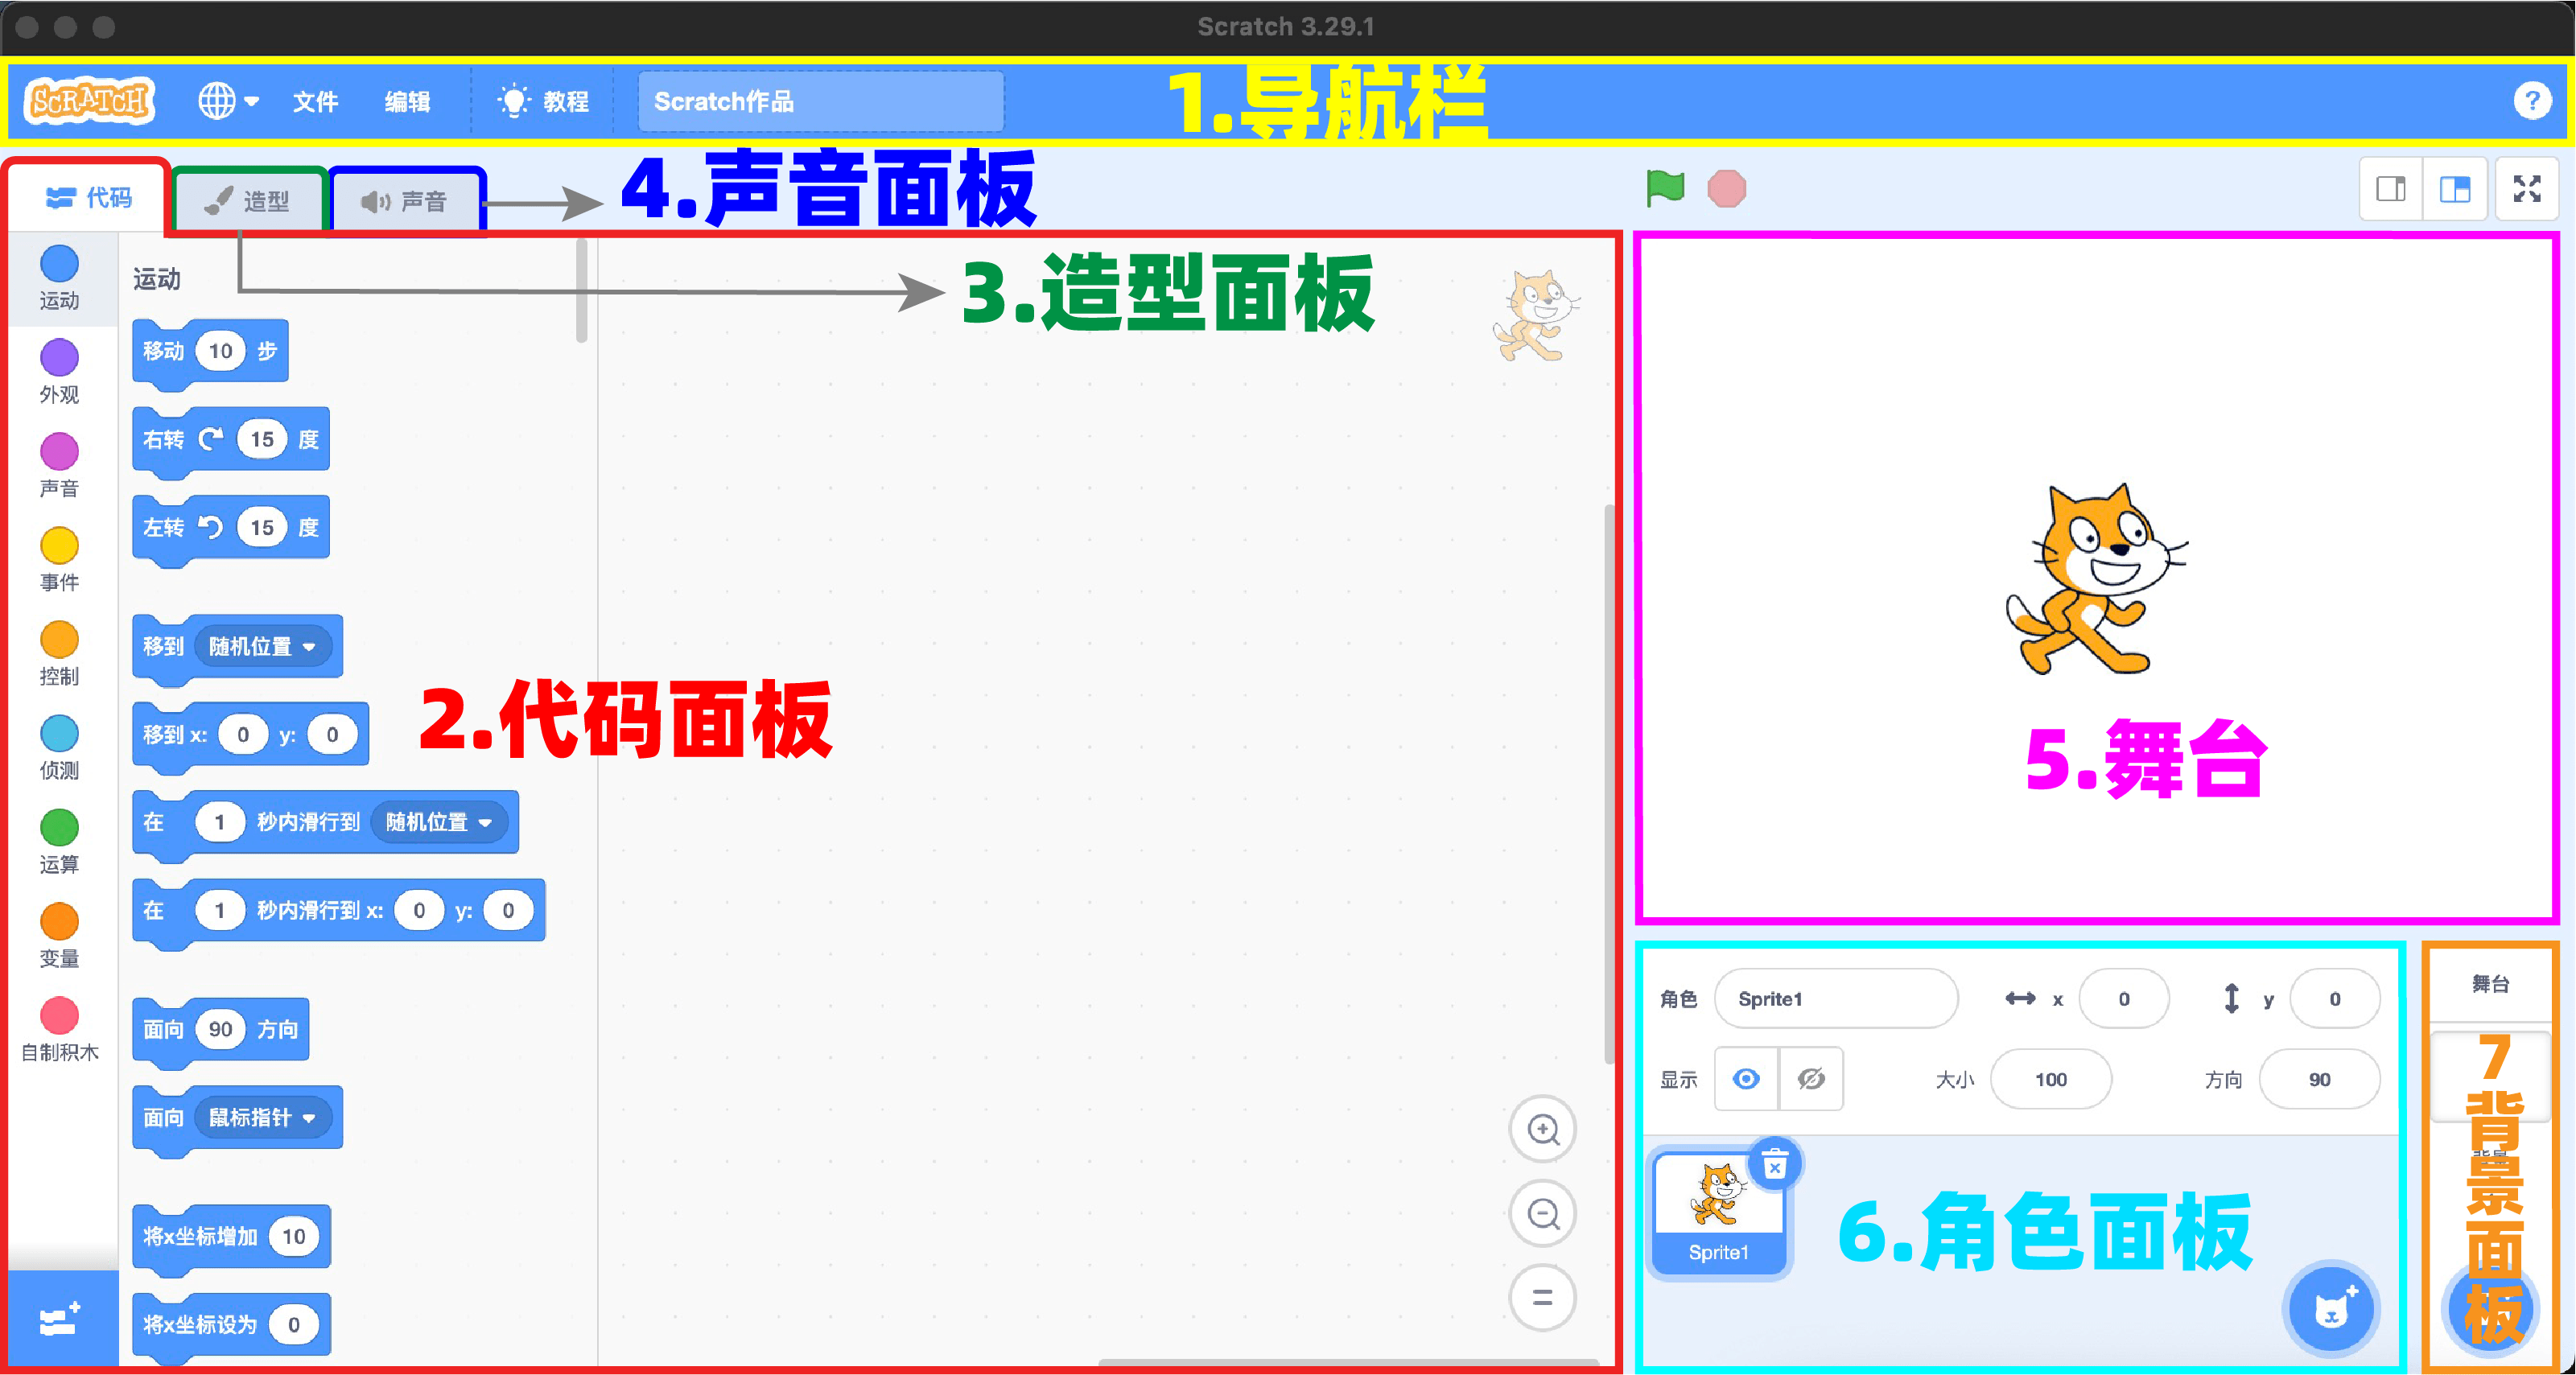 Scratch 3.29.1
SCRATCH 文件 编辑 教程 Scratch作品 1.导航栏 ?
代码 造型 声音 4.声音面板
3.造型面板
运动
外观
声音
事件
控制
侦测
运算
变量
自制积木
运动
移动 10 步
右转 15 度
左转 15 度
移到 随机位置
移到 x: 0 y: 0
在 1 秒内滑行到 随机位置
在 1 秒内滑行到 x: 0 y: 0
面向 90 方向
面向 鼠标指针
将x坐标增加 10
将x坐标设为 0
2.代码面板
5.舞台
角色 Sprite1 x 0 y 0
显示 大小 100 方向 90
Sprite1
6.角色面板
舞台
7背景面板